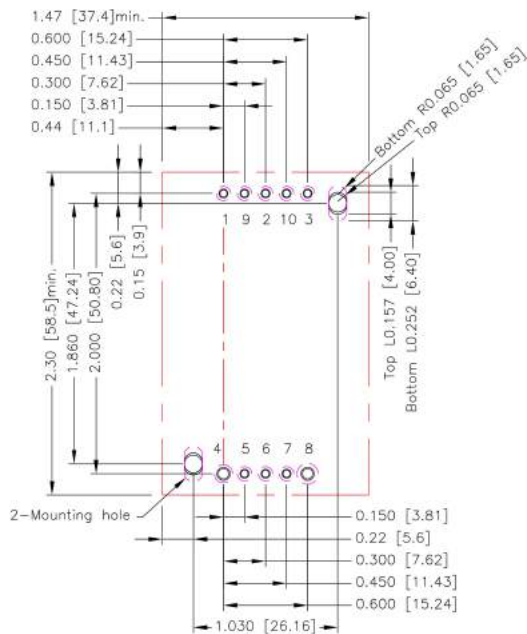 1.47 [37.4]min.
0.600 [15.24]
0.450 [11.43]
0.300 [7.62]
0.150 [3.81]
0.44 [11.1]
Bottom R0.065 [1.65]
Top R0.065 [1.65]
1 9 2 10 3
2.30 [58.5]min.
1.860 [47.24]
2.000 [50.80]
0.22 [5.6]
0.15 [3.9]
Top L0.157 [4.00]
Bottom L0.252 [6.40]
4 5 6 7 8
2-Mounting hole
0.150 [3.81]
0.22 [5.6]
0.300 [7.62]
0.450 [11.43]
0.600 [15.24]
1.030 [26.16]